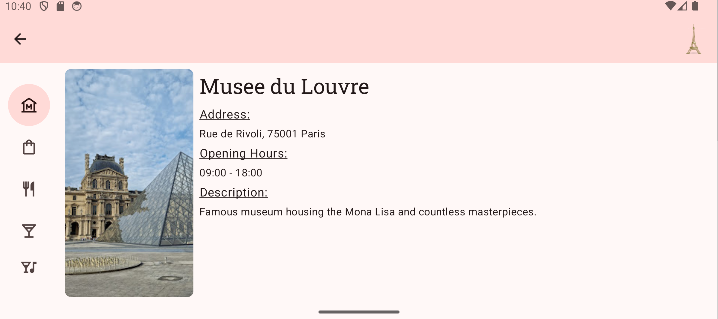 10:40
Musee du Louvre
Address:
Rue de Rivoli, 75001 Paris
Opening Hours:
09:00 - 18:00
Description:
Famous museum housing the Mona Lisa and countless masterpieces.